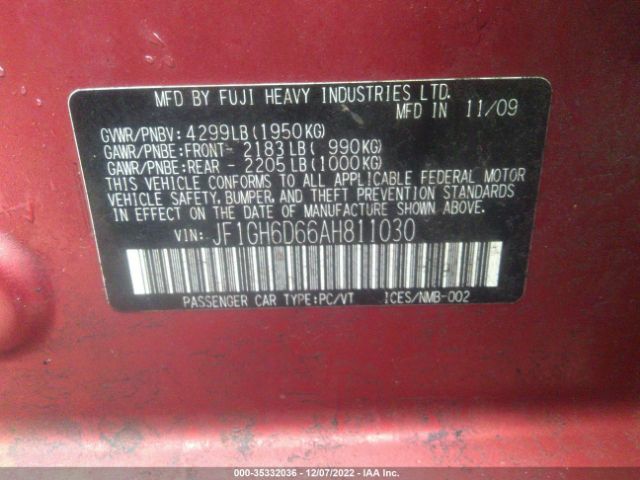 MFD BY FUJI HEAVY INDUSTRIES LTD.
MFD IN 11/09
GVWR/PNBV: 4299LB(1950KG)
GAWR/PNBE:FRONT- 2183LB( 990KG)
GAWR/PNBE:REAR - 2205LB(1000KG)
THIS VEHICLE CONFORMS TO ALL APPLICABLE FEDERAL MOTOR
VEHICLE SAFETY, BUMPER, AND THEFT PREVENTION STANDARDS
IN EFFECT ON THE DATE OF MANUFACTURE SHOWN ABOVE.
VIN: JF1GH6D66AH811030
PASSENGER CAR TYPE:PC/VT ICES/NMB-002
000-35332036 - 12/07/2022 - IAA Inc.